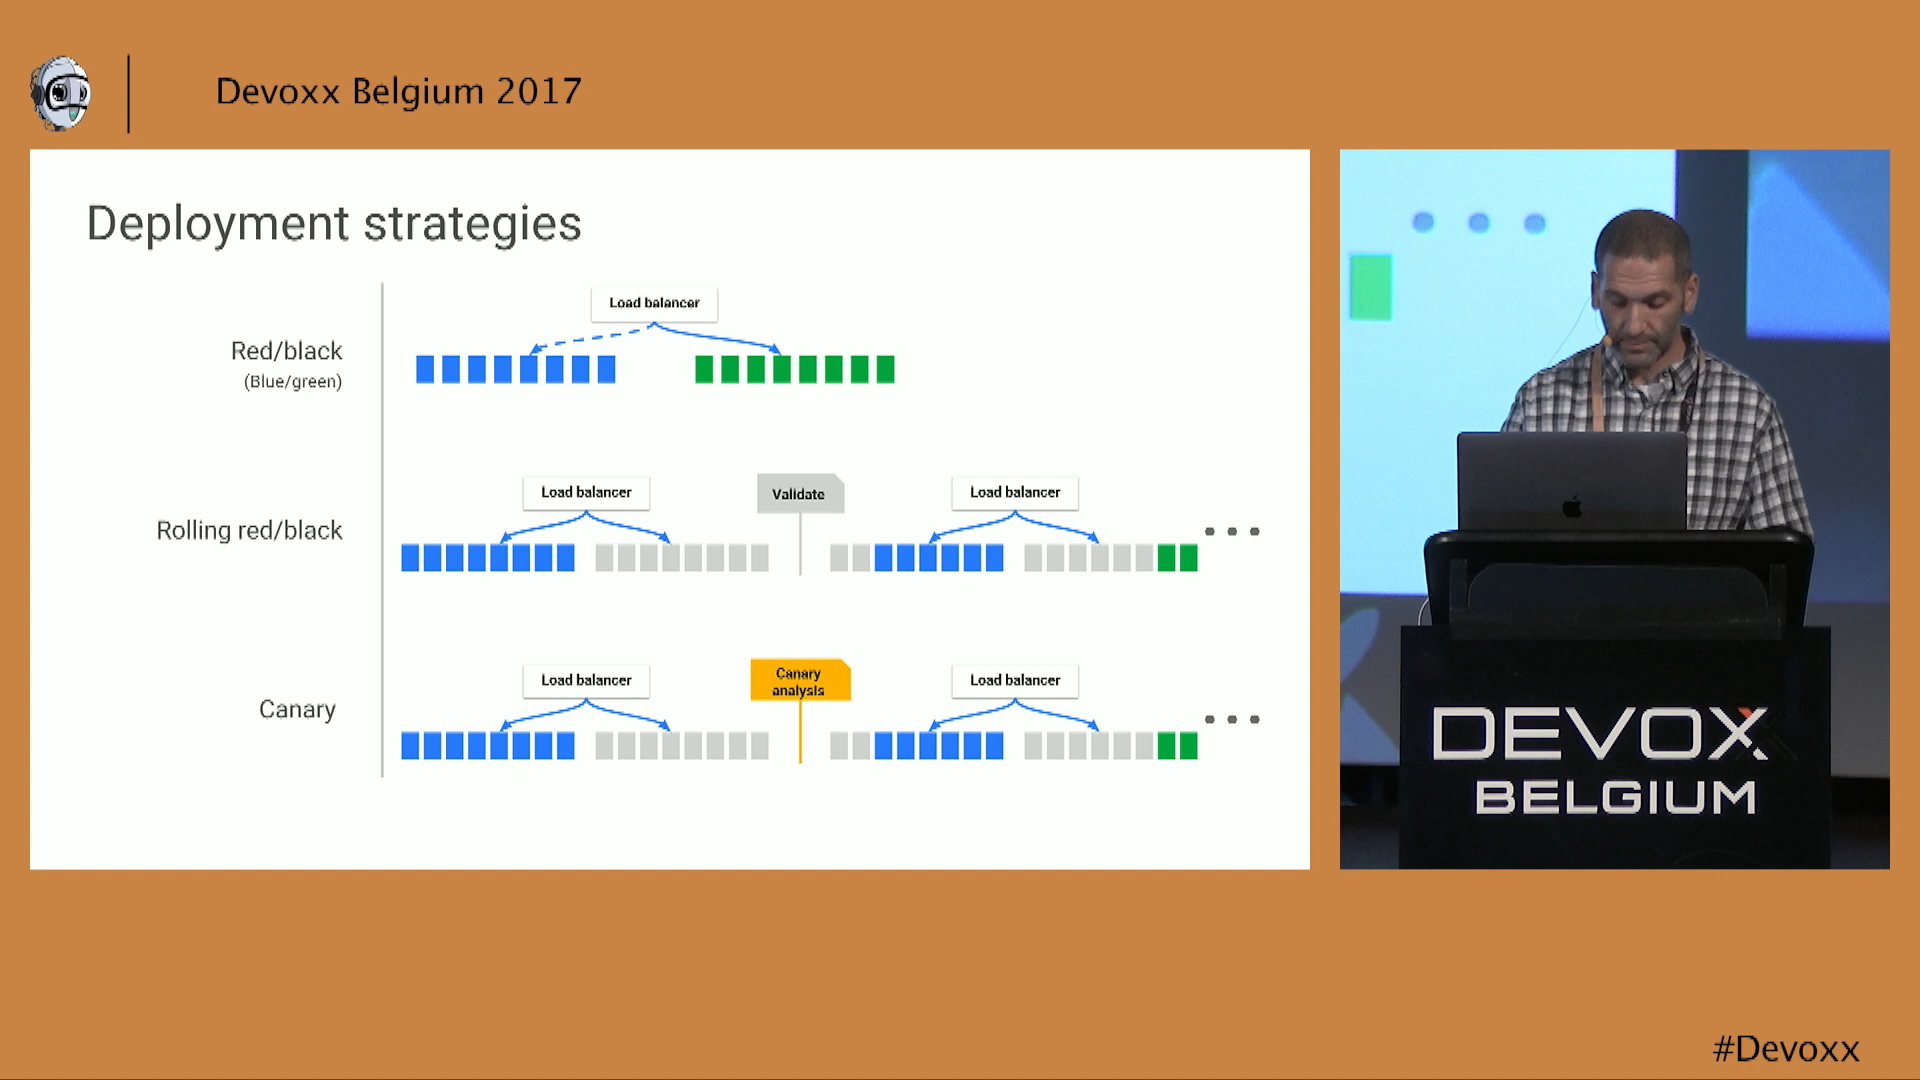 Devoxx Belgium 2017
Deployment strategies
Load balancer
Red/black
(Blue/green)
Load balancer
Validate
Load balancer
Rolling red/black
Load balancer
Canary
analysis
Load balancer
Canary
DEVOXX
BELGIUM
#Devoxx